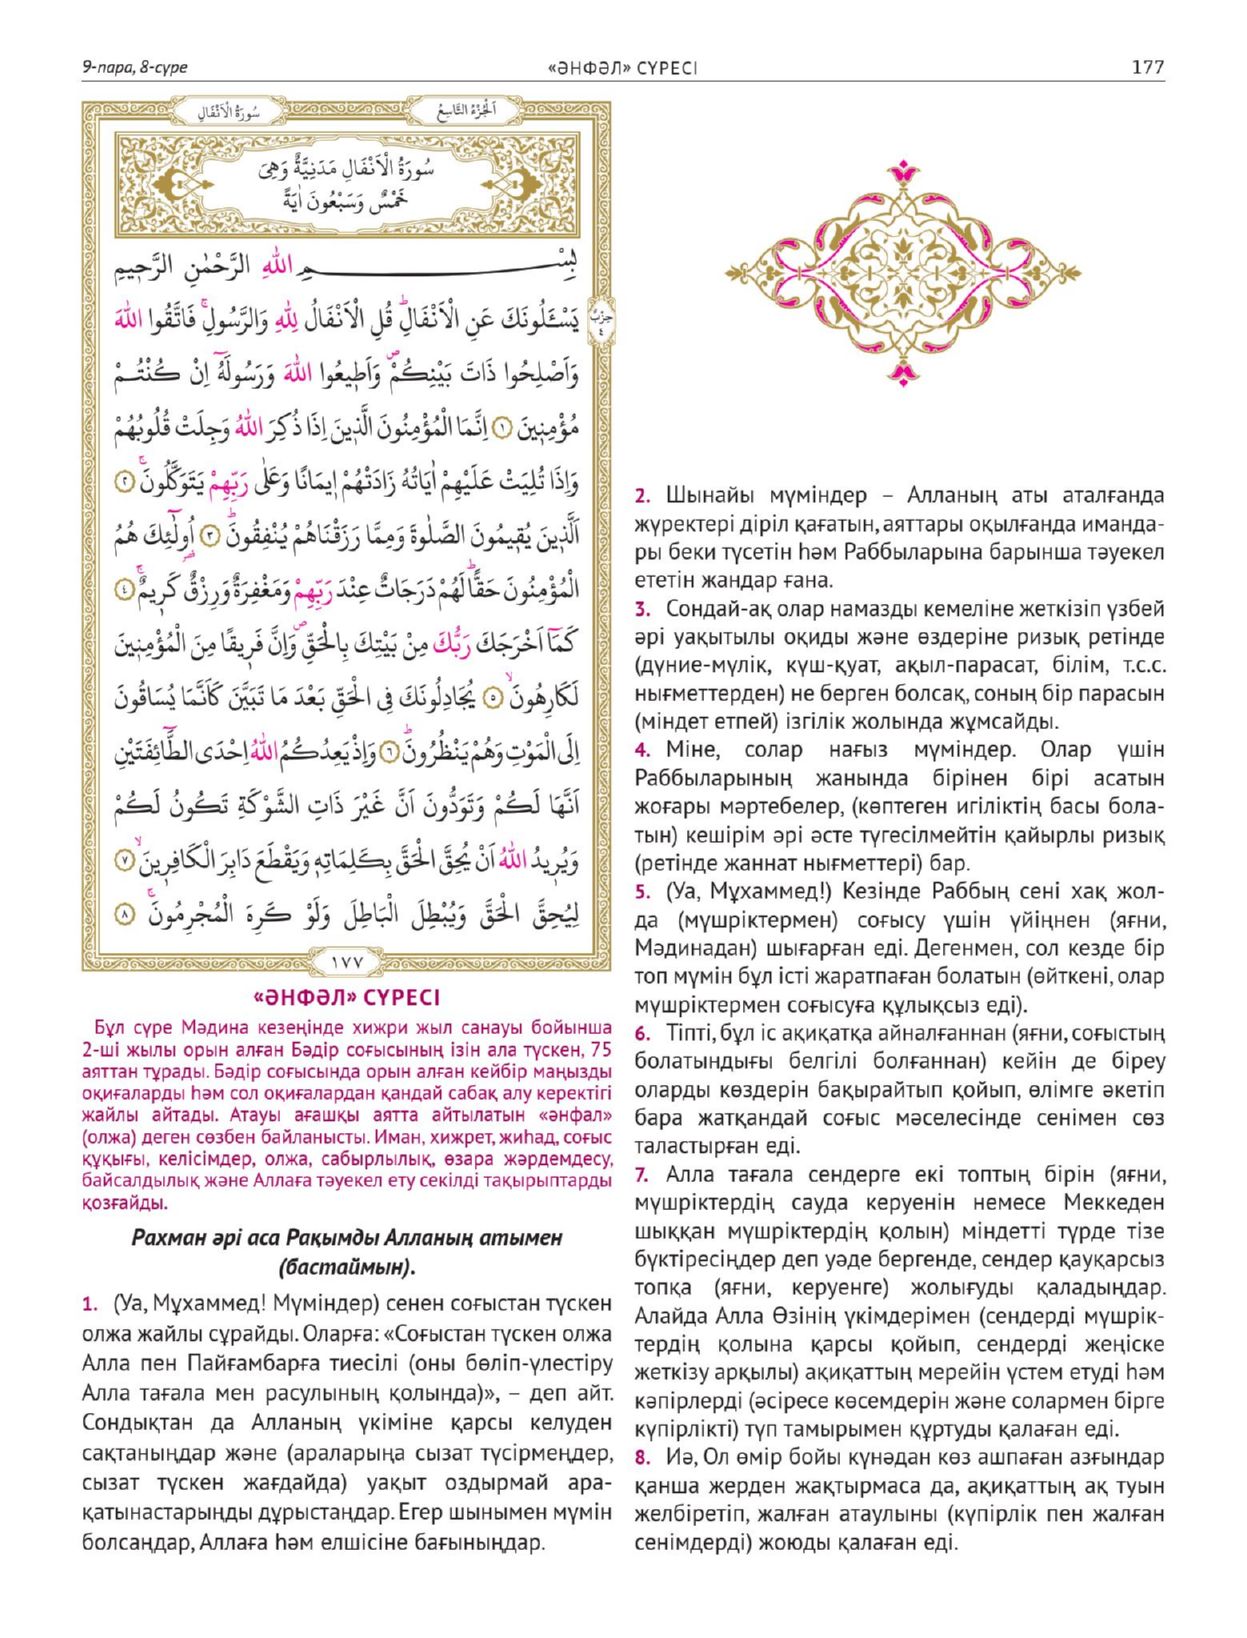 9-пара, 8-сүре
«ӘНФӘЛ» СҮРЕСІ
177
سُورَةُ الْاَنْفَالِ
اَلْجُزْءُ التَّاسِعُ
سُورَةُ الْاَنْفَالِ مَدَنِيَّةٌ وَهِيَ
خَمْسٌ وَسَبْعُونَ اٰيَةً
بِسْمِ اللّٰهِ الرَّحْمٰنِ الرَّحِيمِ
يَسْـَٔلُونَكَ عَنِ الْاَنْفَالِۜ قُلِ الْاَنْفَالُ لِلّٰهِ وَالرَّسُولِۚ فَاتَّقُوا اللّٰهَ
حِزْبُ
٤
وَاَصْلِحُوا ذَاتَ بَيْنِكُمْۖ وَاَط۪يعُوا اللّٰهَ وَرَسُولَهُٓ اِنْ كُنْتُمْ
مُؤْمِن۪ينَ ١ اِنَّمَا الْمُؤْمِنُونَ الَّذ۪ينَ اِذَا ذُكِرَ اللّٰهُ وَجِلَتْ قُلُوبُهُمْ
وَاِذَا تُلِيَتْ عَلَيْهِمْ اٰيَاتُهُ زَادَتْهُمْ ا۪يمَانًا وَعَلٰى رَبِّهِمْ يَتَوَكَّلُونَۚ ٢
اَلَّذ۪ينَ يُق۪يمُونَ الصَّلٰوةَ وَمِمَّا رَزَقْنَاهُمْ يُنْفِقُونَۜ ٣ اُو۬لٰٓئِكَ هُمُ
الْمُؤْمِنُونَ حَقًّاۜ لَهُمْ دَرَجَاتٌ عِنْدَ رَبِّهِمْ وَمَغْفِرَةٌ وَرِزْقٌ كَر۪يمٌۚ ٤
كَمَٓا اَخْرَجَكَ رَبُّكَ مِنْ بَيْتِكَ بِالْحَقِّۖ وَاِنَّ فَر۪يقًا مِنَ الْمُؤْمِن۪ينَ
لَكَارِهُونَۙ ٥ يُجَادِلُونَكَ فِي الْحَقِّ بَعْدَ مَا تَبَيَّنَ كَاَنَّمَا يُسَاقُونَ
اِلَى الْمَوْتِ وَهُمْ يَنْظُرُونَۜ ٦ وَاِذْ يَعِدُكُمُ اللّٰهُ اِحْدَى الطَّٓائِفَتَيْنِ
اَنَّهَا لَكُمْ وَتَوَدُّونَ اَنَّ غَيْرَ ذَاتِ الشَّوْكَةِ تَكُونُ لَكُمْ
وَيُر۪يدُ اللّٰهُ اَنْ يُحِقَّ الْحَقَّ بِكَلِمَاتِه۪ وَيَقْطَعَ دَابِرَ الْكَافِر۪ينَۙ ٧
لِيُحِقَّ الْحَقَّ وَيُبْطِلَ الْبَاطِلَ وَلَوْ كَرِهَ الْمُجْرِمُونَۚ ٨
١٧٧
«ӘНФӘЛ» СҮРЕСІ
Бұл сүре Мәдина кезеңінде хижри жыл санауы бойынша
2-ші жылы орын алған Бәдір соғысының ізін ала түскен, 75
аяттан тұрады. Бәдір соғысында орын алған кейбір маңызды
оқиғаларды һәм сол оқиғалардан қандай сабақ алу керектігі
жайлы айтады. Атауы ағашқы аятта айтылатын «әнфал»
(олжа) деген сөзбен байланысты. Иман, хижрет, жиһад, соғыс
құқығы, келісімдер, олжа, сабырлылық, өзара жәрдемдесу,
байсалдылық және Аллаға тәуекел ету секілді тақырыптарды
қозғайды.
Рахман әрі аса Рақымды Алланың атымен
(бастаймын).
1. (Уа, Мұхаммед! Мүміндер) сенен соғыстан түскен
олжа жайлы сұрайды. Оларға: «Соғыстан түскен олжа
Алла пен Пайғамбарға тиесілі (оны бөліп-үлестіру
Алла тағала мен расулының қолында)», – деп айт.
Сондықтан да Алланың үкіміне қарсы келуден
сақтаныңдар және (араларыңа сызат түсірмеңдер,
сызат түскен жағдайда) уақыт оздырмай ара-
қатынастарыңды дұрыстаңдар. Егер шынымен мүмін
болсаңдар, Аллаға һәм елшісіне бағыныңдар.
2. Шынайы мүміндер – Алланың аты аталғанда
жүректері діріл қағатын, аяттары оқылғанда иманда-
ры беки түсетін һәм Раббыларына барынша тәуекел
ететін жандар ғана.
3. Сондай-ақ олар намазды кемеліне жеткізіп үзбей
әрі уақытылы оқиды және өздеріне ризық ретінде
(дүние-мүлік, күш-қуат, ақыл-парасат, білім, т.с.с.
нығметтерден) не берген болсақ, соның бір парасын
(міндет етпей) ізгілік жолында жұмсайды.
4. Міне, солар нағыз мүміндер. Олар үшін
Раббыларының жанында бірінен бірі асатын
жоғары мәртебелер, (көптеген игіліктің басы бола-
тын) кешірім әрі әсте түгесілмейтін қайырлы ризық
(ретінде жаннат нығметтері) бар.
5. (Уа, Мұхаммед!) Кезінде Раббың сені хақ жол-
да (мүшріктермен) соғысу үшін үйіңнен (яғни,
Мәдинадан) шығарған еді. Дегенмен, сол кезде бір
топ мүмін бұл істі жаратпаған болатын (өйткені, олар
мүшріктермен соғысуға құлықсыз еді).
6. Тіпті, бұл іс ақиқатқа айналғаннан (яғни, соғыстың
болатындығы белгілі болғаннан) кейін де біреу
оларды көздерін бақырайтып қойып, өлімге әкетіп
бара жатқандай соғыс мәселесінде сенімен сөз
таластырған еді.
7. Алла тағала сендерге екі топтың бірін (яғни,
мүшріктердің сауда керуенін немесе Меккеден
шыққан мүшріктердің қолын) міндетті түрде тізе
бүктіресіңдер деп уәде бергенде, сендер қауқарсыз
топқа (яғни, керуенге) жолығуды қаладыңдар.
Алайда Алла Өзінің үкімдерімен (сендерді мүшрік-
тердің қолына қарсы қойып, сендерді жеңіске
жеткізу арқылы) ақиқаттың мерейін үстем етуді һәм
кәпірлерді (әсіресе көсемдерін және солармен бірге
күпірлікті) түп тамырымен құртуды қалаған еді.
8. Иә, Ол өмір бойы күнәдан көз ашпаған азғындар
қанша жерден жақтырмаса да, ақиқаттың ақ туын
желбіретіп, жалған атаулыны (күпірлік пен жалған
сенімдерді) жоюды қалаған еді.